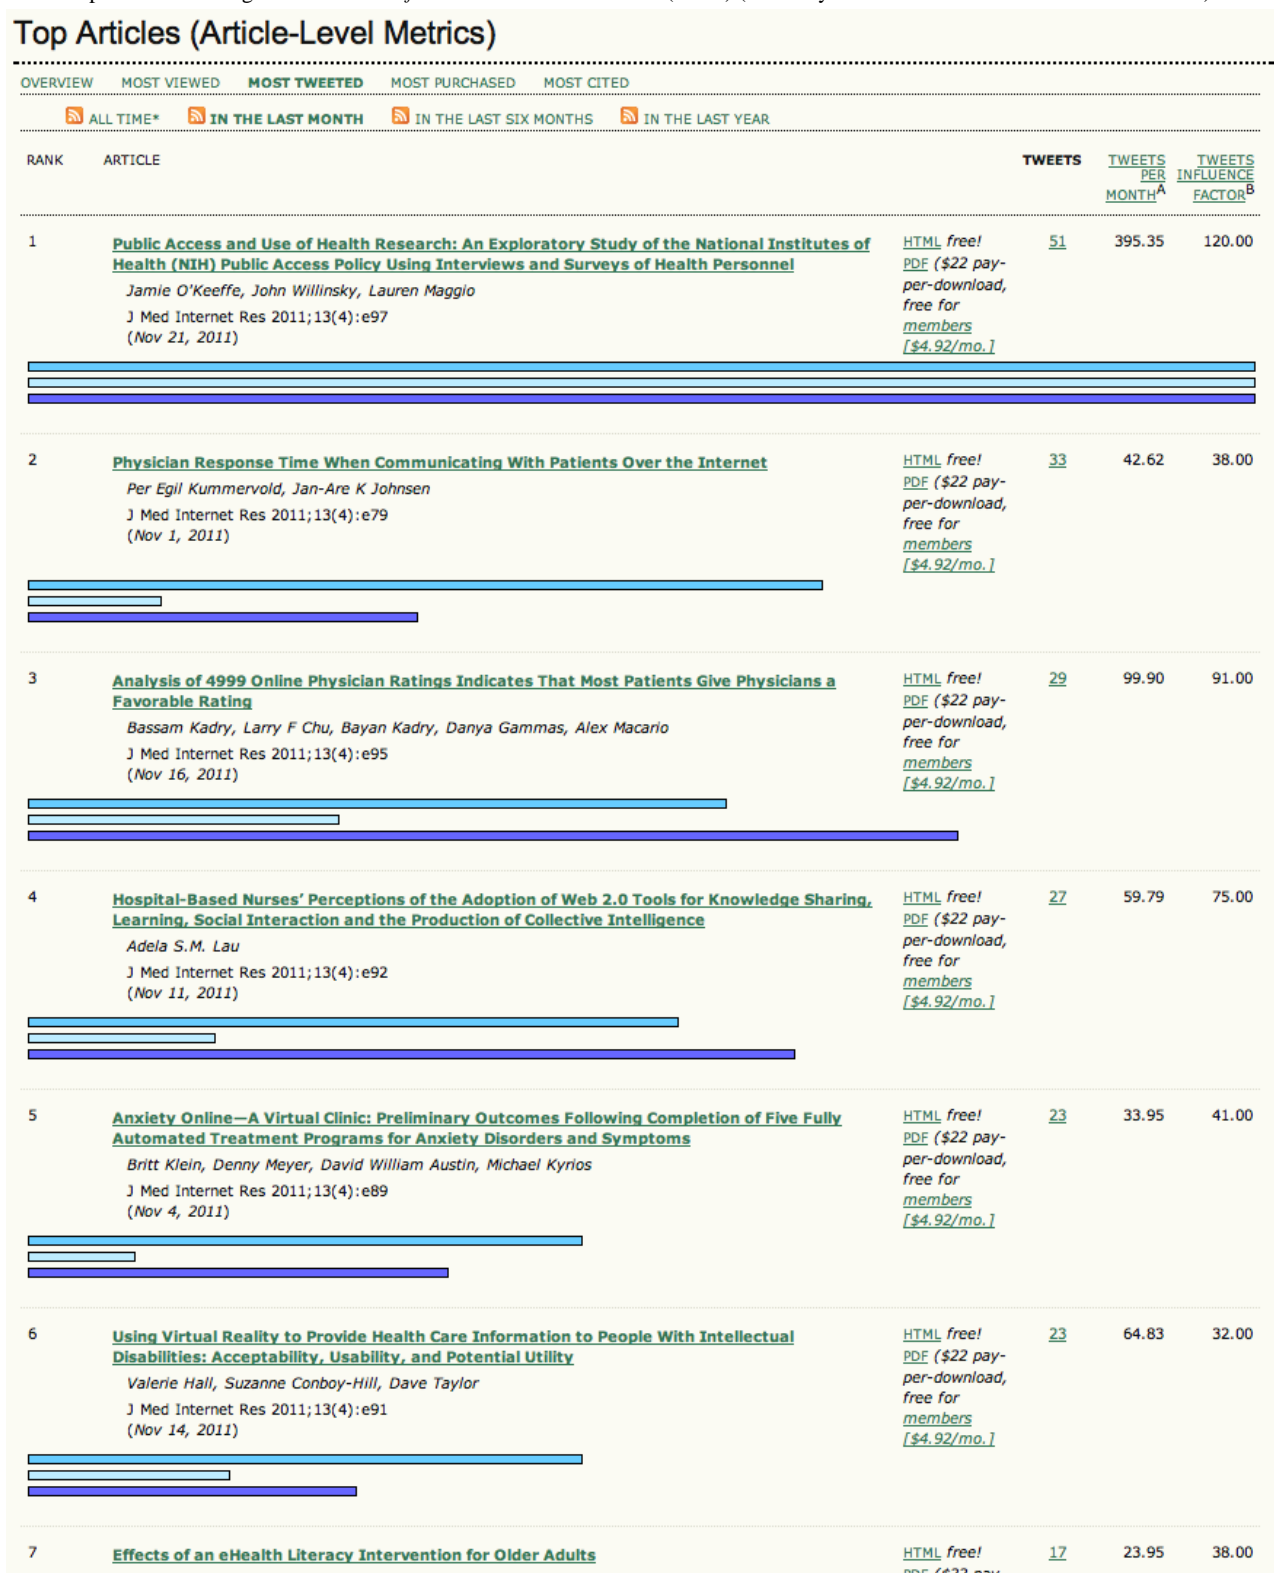 Top Articles (Article-Level Metrics)
OVERVIEW MOST VIEWED MOST TWEETED MOST PURCHASED MOST CITED
ALL TIME* IN THE LAST MONTH IN THE LAST SIX MONTHS IN THE LAST YEAR
RANK ARTICLE TWEETS TWEETS PER MONTHA TWEETS INFLUENCE FACTORB
1 Public Access and Use of Health Research: An Exploratory Study of the National Institutes of HTML free! 51 395.35 120.00
Health (NIH) Public Access Policy Using Interviews and Surveys of Health Personnel PDF ($22 pay-
Jamie O'Keeffe, John Willinsky, Lauren Maggio per-download,
J Med Internet Res 2011;13(4):e97 free for
(Nov 21, 2011) members
[$4.92/mo.]
2 Physician Response Time When Communicating With Patients Over the Internet HTML free! 33 42.62 38.00
PDF ($22 pay-
Per Egil Kummervold, Jan-Are K Johnsen per-download,
J Med Internet Res 2011;13(4):e79 free for
(Nov 1, 2011) members
[$4.92/mo.]
3 Analysis of 4999 Online Physician Ratings Indicates That Most Patients Give Physicians a HTML free! 29 99.90 91.00
Favorable Rating PDF ($22 pay-
Bassam Kadry, Larry F Chu, Bayan Kadry, Danya Gammas, Alex Macario per-download,
J Med Internet Res 2011;13(4):e95 free for
(Nov 16, 2011) members
[$4.92/mo.]
4 Hospital-Based Nurses’ Perceptions of the Adoption of Web 2.0 Tools for Knowledge Sharing, HTML free! 27 59.79 75.00
Learning, Social Interaction and the Production of Collective Intelligence PDF ($22 pay-
Adela S.M. Lau per-download,
J Med Internet Res 2011;13(4):e92 free for
(Nov 11, 2011) members
[$4.92/mo.]
5 Anxiety Online—A Virtual Clinic: Preliminary Outcomes Following Completion of Five Fully HTML free! 23 33.95 41.00
Automated Treatment Programs for Anxiety Disorders and Symptoms PDF ($22 pay-
Britt Klein, Denny Meyer, David William Austin, Michael Kyrios per-download,
J Med Internet Res 2011;13(4):e89 free for
(Nov 4, 2011) members
[$4.92/mo.]
6 Using Virtual Reality to Provide Health Care Information to People With Intellectual HTML free! 23 64.83 32.00
Disabilities: Acceptability, Usability, and Potential Utility PDF ($22 pay-
Valerie Hall, Suzanne Conboy-Hill, Dave Taylor per-download,
J Med Internet Res 2011;13(4):e91 free for
(Nov 14, 2011) members
[$4.92/mo.]
7 Effects of an eHealth Literacy Intervention for Older Adults HTML free! 17 23.95 38.00